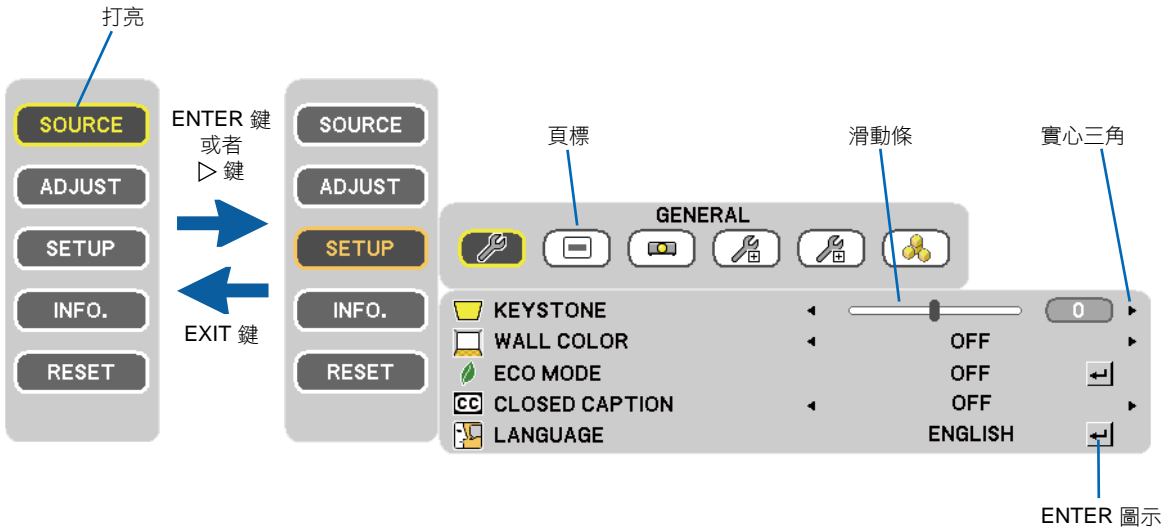 打亮
SOURCE
ADJUST
SETUP
INFO.
RESET
ENTER 鍵
或者
▷ 鍵
EXIT 鍵
SOURCE
ADJUST
SETUP
INFO.
RESET
頁標
滑動條
實心三角
GENERAL
KEYSTONE 0
WALL COLOR OFF
ECO MODE OFF
CC CLOSED CAPTION OFF
LANGUAGE ENGLISH
ENTER 圖示